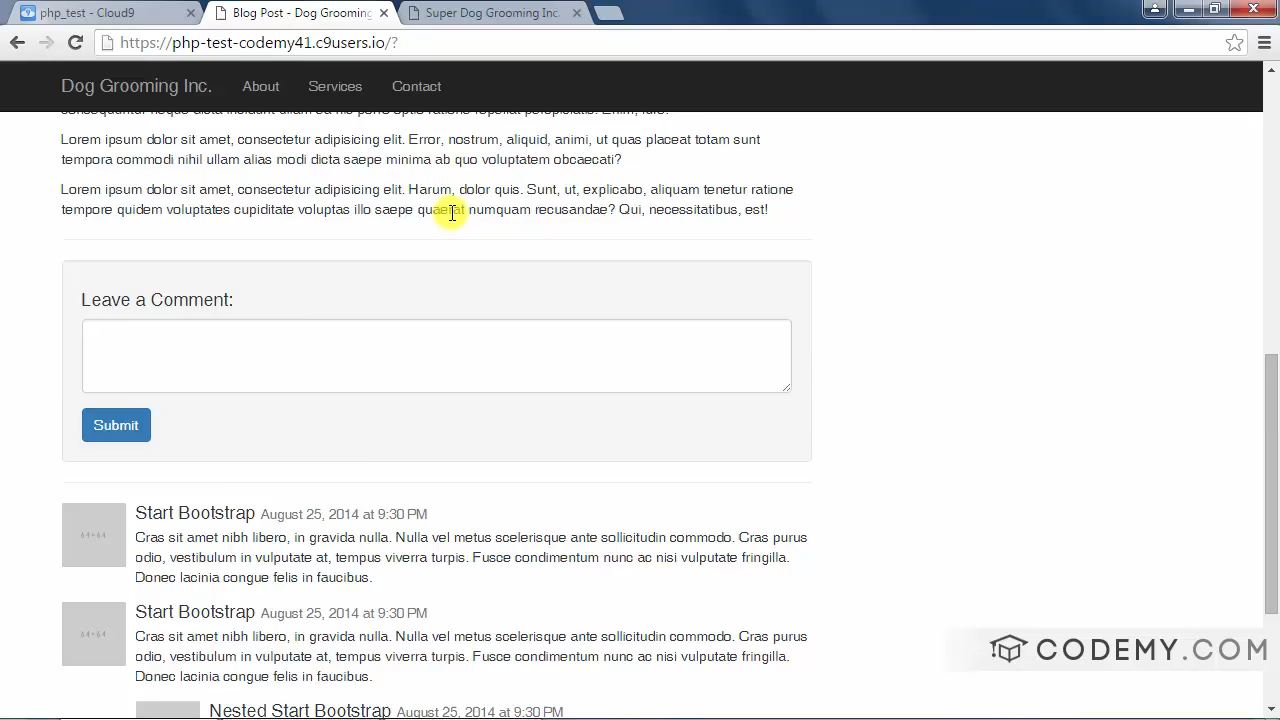 php_test - Cloud9
Blog Post - Dog Grooming
Super Dog Grooming Inc.
https://php-test-codemy41.c9users.io/?
Dog Grooming Inc.
About
Services
Contact
Lorem ipsum dolor sit amet, consectetur adipisicing elit. Error, nostrum, aliquid, animi, ut quas placeat totam sunt
tempora commodi nihil ullam alias modi dicta saepe minima ab quo voluptatem obcaecati?
Lorem ipsum dolor sit amet, consectetur adipisicing elit. Harum, dolor quis. Sunt, ut, explicabo, aliquam tenetur ratione
tempore quidem voluptates cupiditate voluptas illo saepe quaerat numquam recusandae? Qui, necessitatibus, est!
Leave a Comment:
Submit
64×64
Start Bootstrap August 25, 2014 at 9:30 PM
Cras sit amet nibh libero, in gravida nulla. Nulla vel metus scelerisque ante sollicitudin commodo. Cras purus
odio, vestibulum in vulputate at, tempus viverra turpis. Fusce condimentum nunc ac nisi vulputate fringilla.
Donec lacinia congue felis in faucibus.
64×64
Start Bootstrap August 25, 2014 at 9:30 PM
Cras sit amet nibh libero, in gravida nulla. Nulla vel metus scelerisque ante sollicitudin commodo. Cras purus
odio, vestibulum in vulputate at, tempus viverra turpis. Fusce condimentum nunc ac nisi vulputate fringilla.
Donec lacinia congue felis in faucibus.
Nested Start Bootstrap August 25, 2014 at 9:30 PM
CODEMY.COM